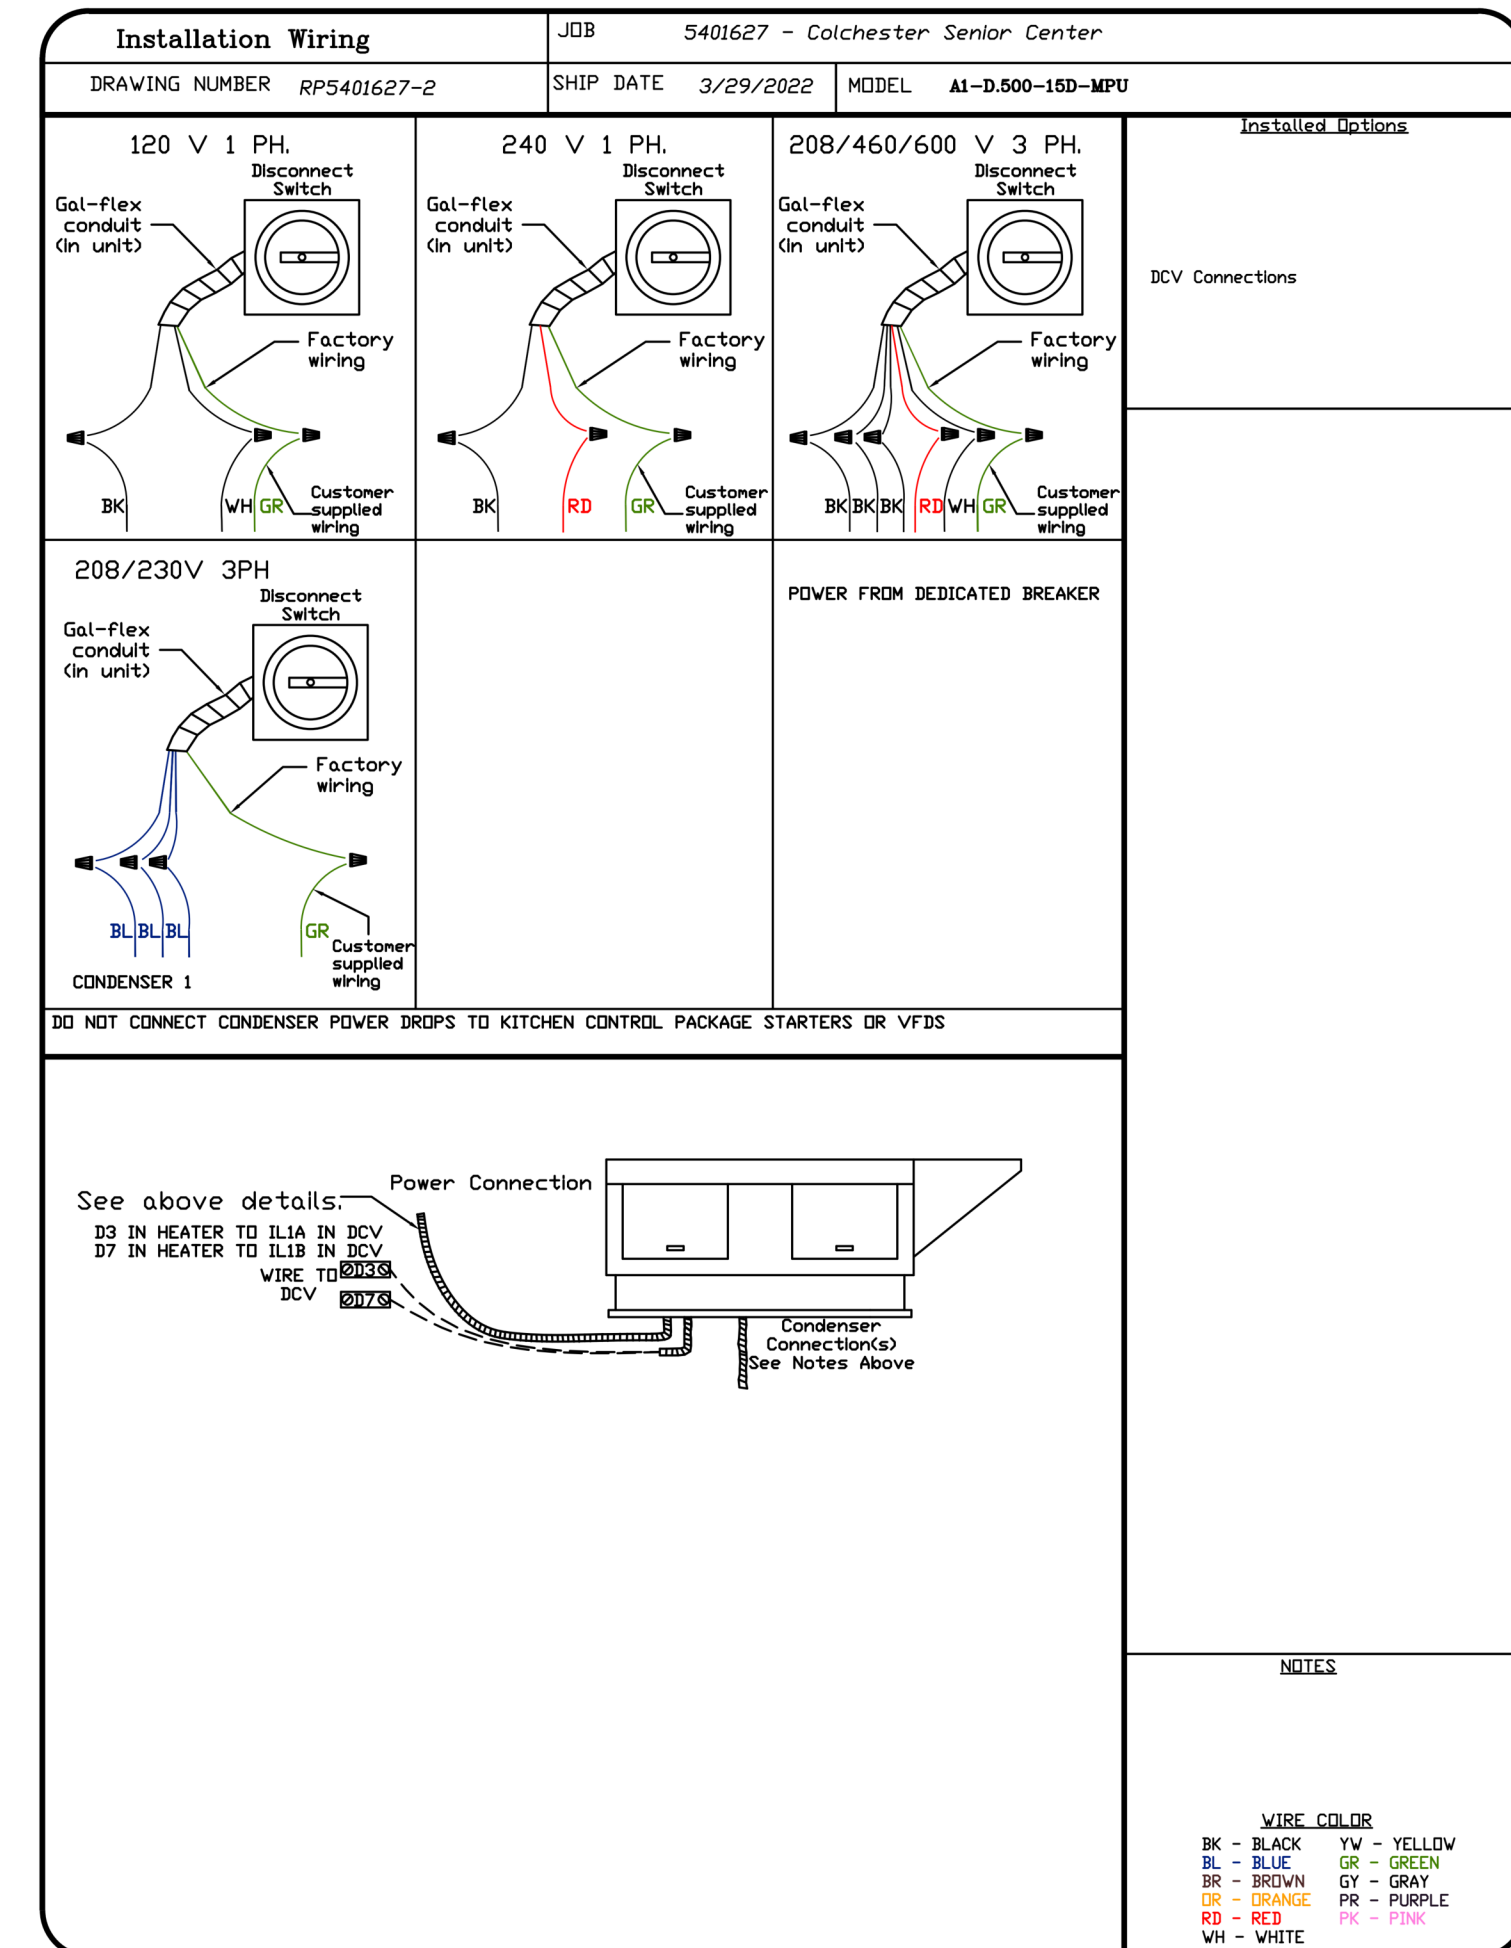 Installation Wiring
JOB 5401627 - Colchester Senior Center
DRAWING NUMBER RP5401627-2
SHIP DATE 3/29/2022
MODEL A1-D.500-15D-MPU
120 V 1 PH.
Disconnect
Switch
Gal-flex
conduit
(in unit)
Factory
wiring
BK
WH
GR
Customer
supplied
wiring
240 V 1 PH.
Disconnect
Switch
Gal-flex
conduit
(in unit)
Factory
wiring
BK
RD
GR
Customer
supplied
wiring
208/460/600 V 3 PH.
Disconnect
Switch
Gal-flex
conduit
(in unit)
Factory
wiring
BK BK BK RD WH GR
Customer
supplied
wiring
Installed Options
DCV Connections
208/230V 3PH
Disconnect
Switch
Gal-flex
conduit
(in unit)
Factory
wiring
BL BL BL
GR
Customer
supplied
wiring
CONDENSER 1
POWER FROM DEDICATED BREAKER
DO NOT CONNECT CONDENSER POWER DROPS TO KITCHEN CONTROL PACKAGE STARTERS OR VFDS
Power Connection
See above details.
D3 IN HEATER TO IL1A IN DCV
D7 IN HEATER TO IL1B IN DCV
WIRE TO
DCV
D3
D7
Condenser
Connection(s)
See Notes Above
NOTES
WIRE COLOR
BK - BLACK YW - YELLOW
BL - BLUE GR - GREEN
BR - BROWN GY - GRAY
OR - ORANGE PR - PURPLE
RD - RED PK - PINK
WH - WHITE